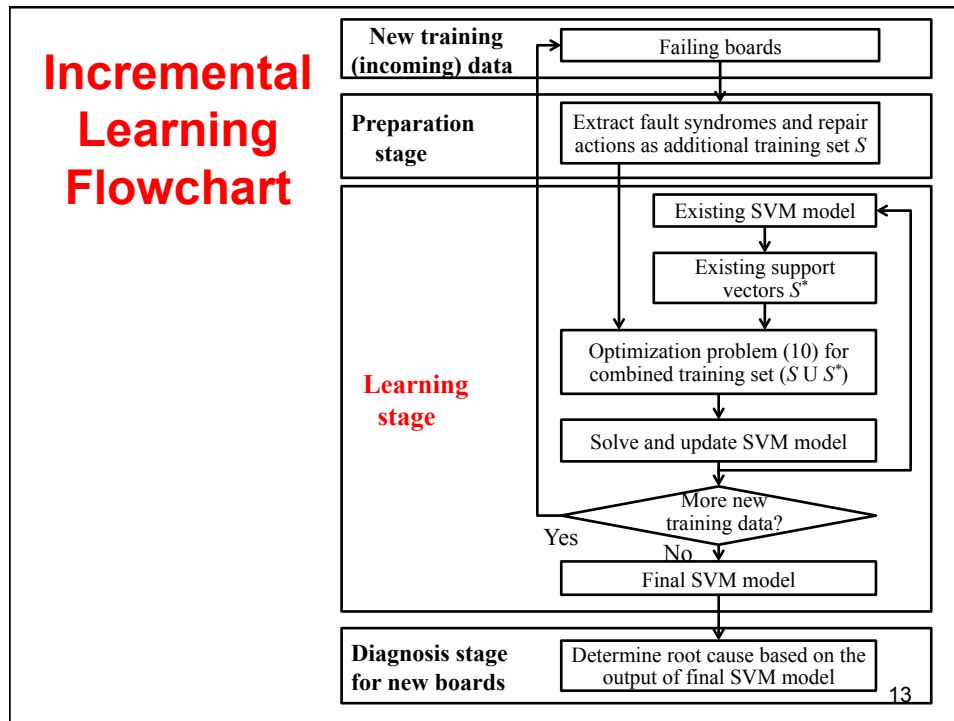 Incremental
Learning
Flowchart
New training
(incoming) data
Failing boards
Preparation
stage
Extract fault syndromes and repair
actions as additional training set S
Existing SVM model
Existing support
vectors S*
Optimization problem (10) for
combined training set (S U S*)
Learning
stage
Solve and update SVM model
More new
training data?
Yes
No
Final SVM model
Diagnosis stage
for new boards
Determine root cause based on the
output of final SVM model
13